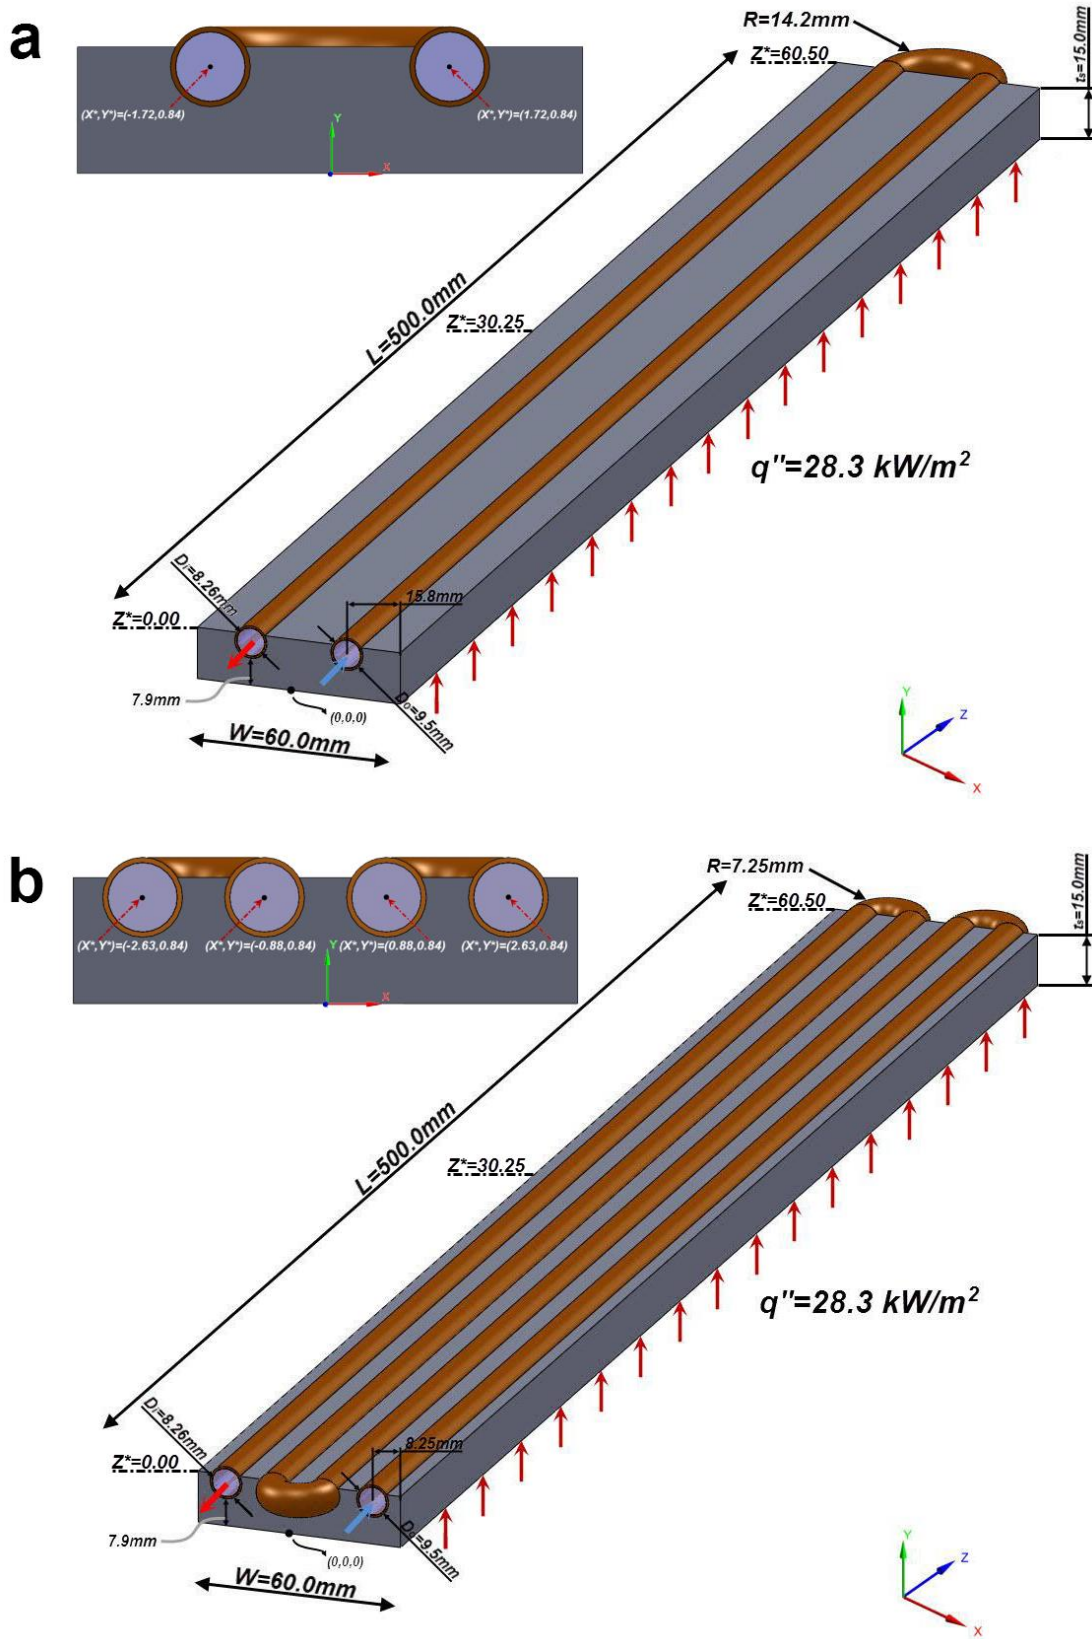 a
(X*,Y*)=(-1.72,0.84)
(X*,Y*)=(1.72,0.84)
Y
X
R=14.2mm
Z*=60.50
tₛ=15.0mm
L=500.0mm
Z*=30.25
q''=28.3 kW/m²
Dᵢ=8.26mm
15.8mm
Z*=0.00
7.9mm
(0,0,0)
Dₒ=9.5mm
W=60.0mm
Y
Z
X
b
(X*,Y*)=(-2.63,0.84)
(X*,Y*)=(-0.88,0.84)
(X*,Y*)=(0.88,0.84)
(X*,Y*)=(2.63,0.84)
Y
X
R=7.25mm
Z*=60.50
tₛ=15.0mm
L=500.0mm
Z*=30.25
q''=28.3 kW/m²
Dᵢ=8.26mm
8.25mm
Z*=0.00
7.9mm
(0,0,0)
Dₒ=9.5mm
W=60.0mm
Y
Z
X